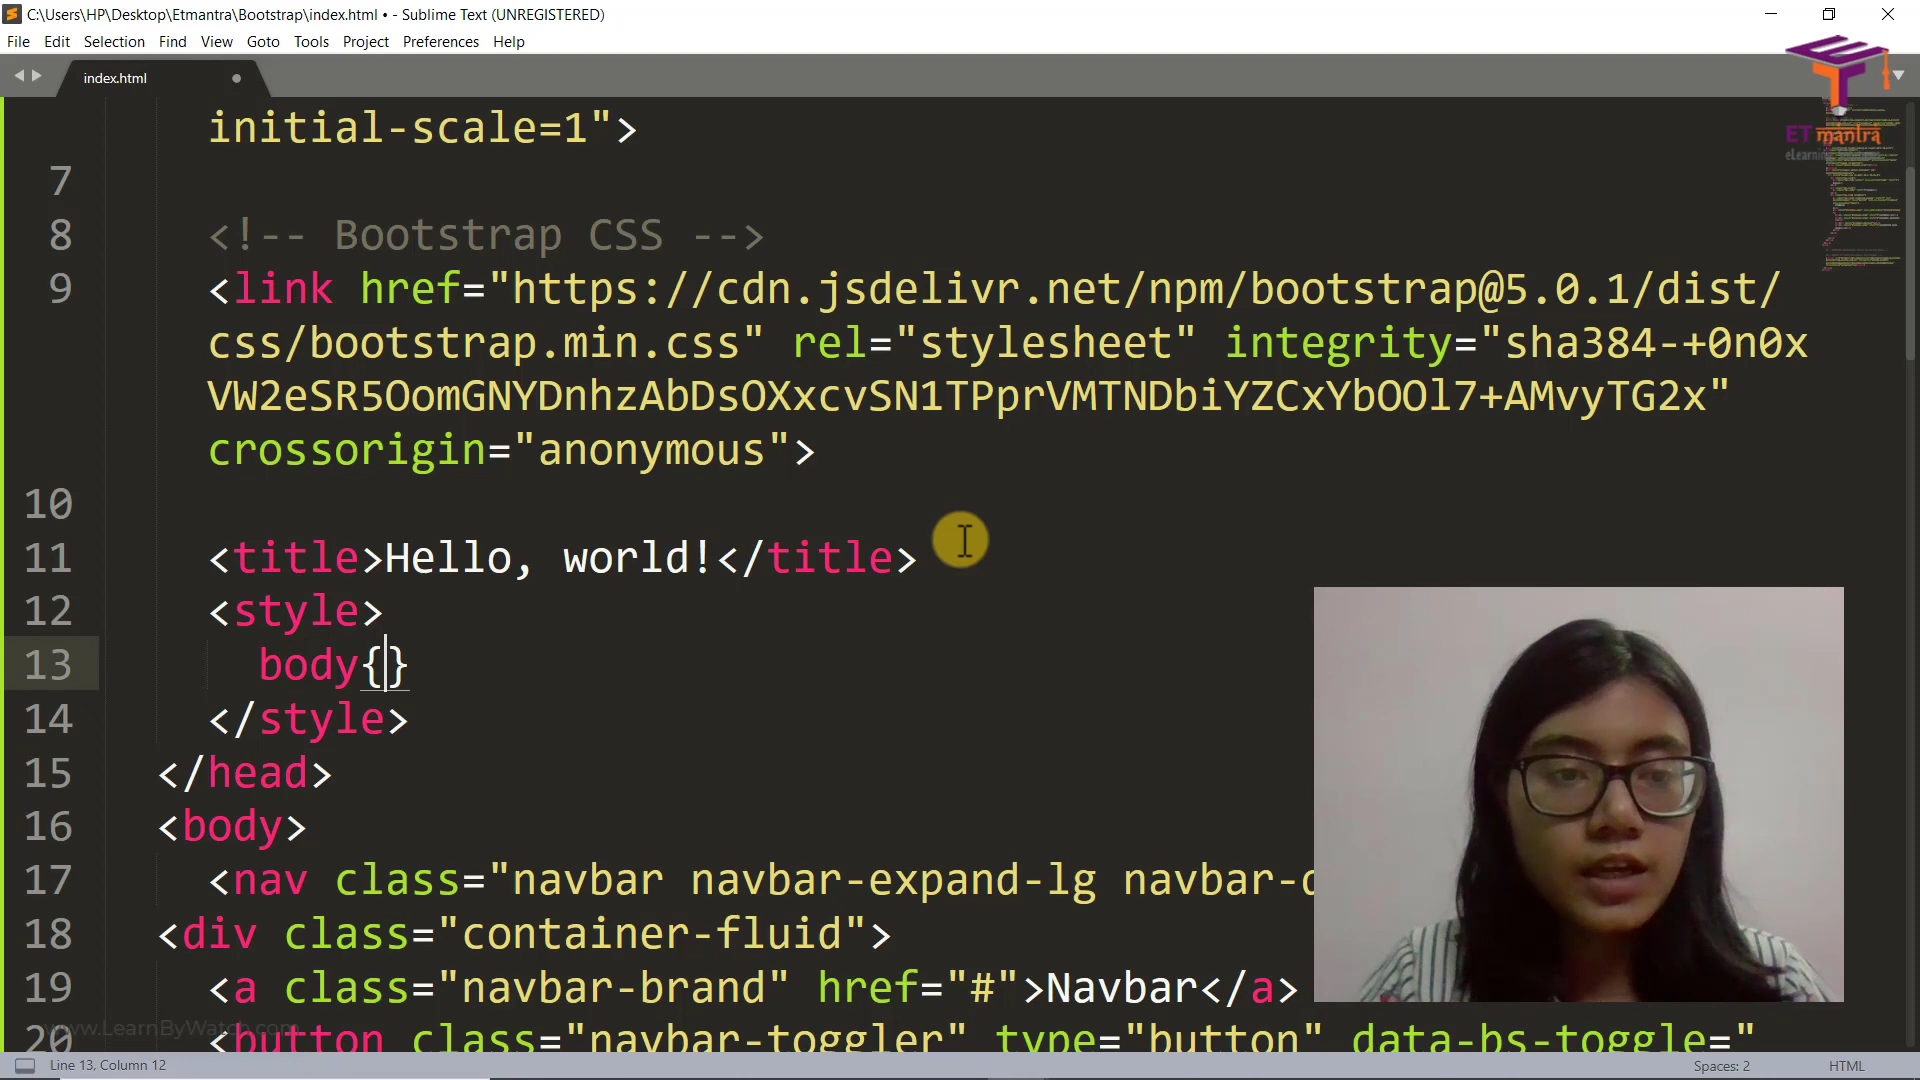 C:\Users\HP\Desktop\Etmantra\Bootstrap\index.html • - Sublime Text (UNREGISTERED)
File Edit Selection Find View Goto Tools Project Preferences Help
index.html
ET mantra
initial-scale=1">
7
8 <!-- Bootstrap CSS -->
9 <link href="https://cdn.jsdelivr.net/npm/bootstrap@5.0.1/dist/
css/bootstrap.min.css" rel="stylesheet" integrity="sha384-+0n0x
VW2eSR5OomGNYDnhzAbDsOXxcvSN1TPprVMTNDbiYZCxYbOOl7+AMvyTG2x"
crossorigin="anonymous">
10
11 <title>Hello, world!</title>
12 <style>
13 body{}
14 </style>
15 </head>
16 <body>
17 <nav class="navbar navbar-expand-lg navbar-d
18 <div class="container-fluid">
19 <a class="navbar-brand" href="#">Navbar</a>
www.LearnByWatch.com
20 <button class="navbar-toggler" type="button" data-bs-toggle="
Line 13, Column 12
Spaces: 2
HTML